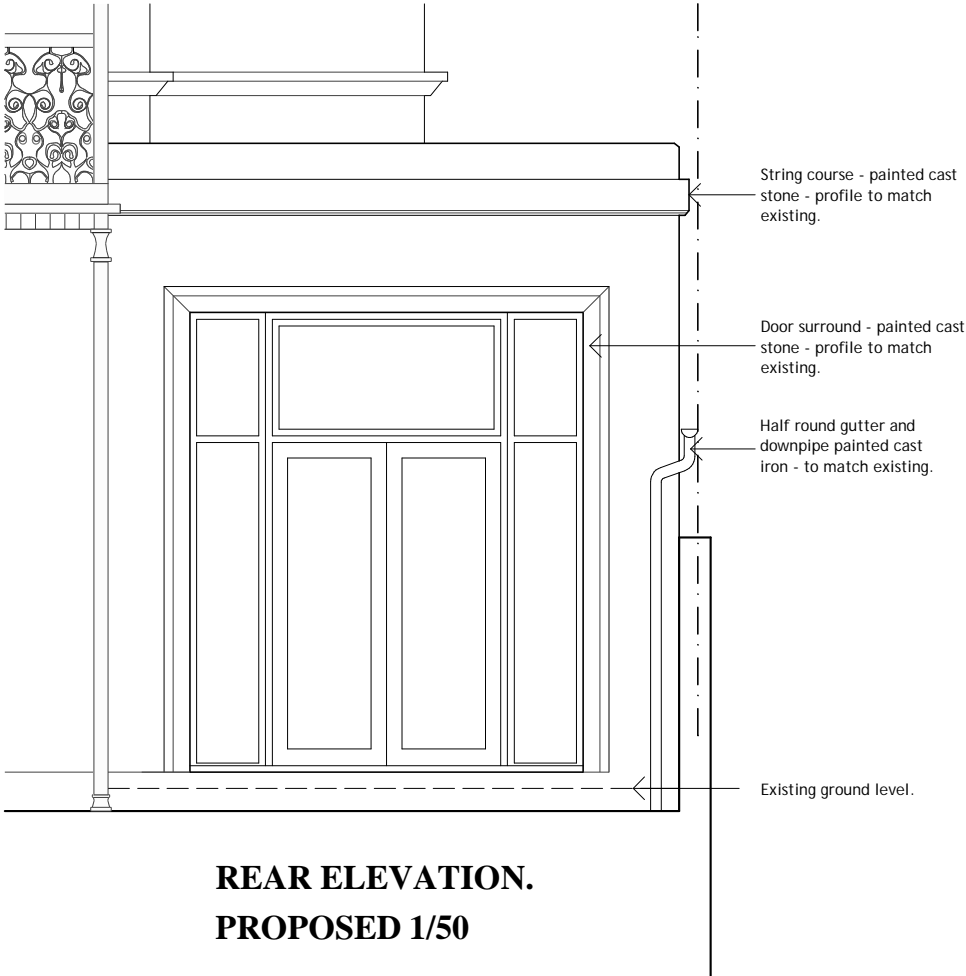 String course - painted cast
stone - profile to match
existing.
Door surround - painted cast
stone - profile to match
existing.
Half round gutter and
downpipe painted cast
iron - to match existing.
Existing ground level.
REAR ELEVATION.
PROPOSED 1/50